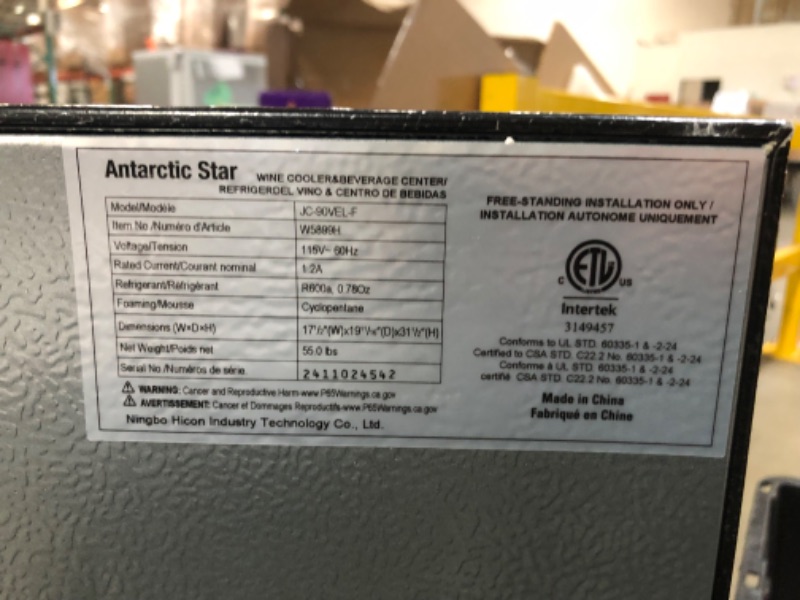 Antarctic Star WINE COOLER&BEVERAGE CENTER/
REFRIGERDEL VINO & CENTRO DE BEBIDAS
Model/Modèle JC-90VEL-F
Item No./Numéro d'Article W5899H
Voltage/Tension 115V~ 60Hz
Rated Current/Courant nominal 1.2A
Refrigerant/Réfrigérant R600a, 0.78Oz
Foaming/Mousse Cyclopentane
Dimensions (W×D×H)
Net Weight/Poids net 55.0 lbs
Serial No./Numéros de série. 2411024542
WARNING: Cancer and Reproductive Harm-www.P65Warnings.ca.gov
AVERTISSEMENT: Cancer et Dommages Reproductifs-www.P65Warnings.ca.gov
Ningbo Hicon Industry Technology Co., Ltd.
FREE-STANDING INSTALLATION ONLY /
INSTALLATION AUTONOME UNIQUEMENT
C ETL US
Intertek
3149457
Conforms to UL STD. 60335-1 & -2-24
Certified to CSA STD. C22.2 No. 60335-1 & -2-24
Conforme à UL STD. 60335-1 & -2-24
certifié CSA STD. C22.2 No. 60335-1 & -2-24
Made in China
Fabriqué en Chine